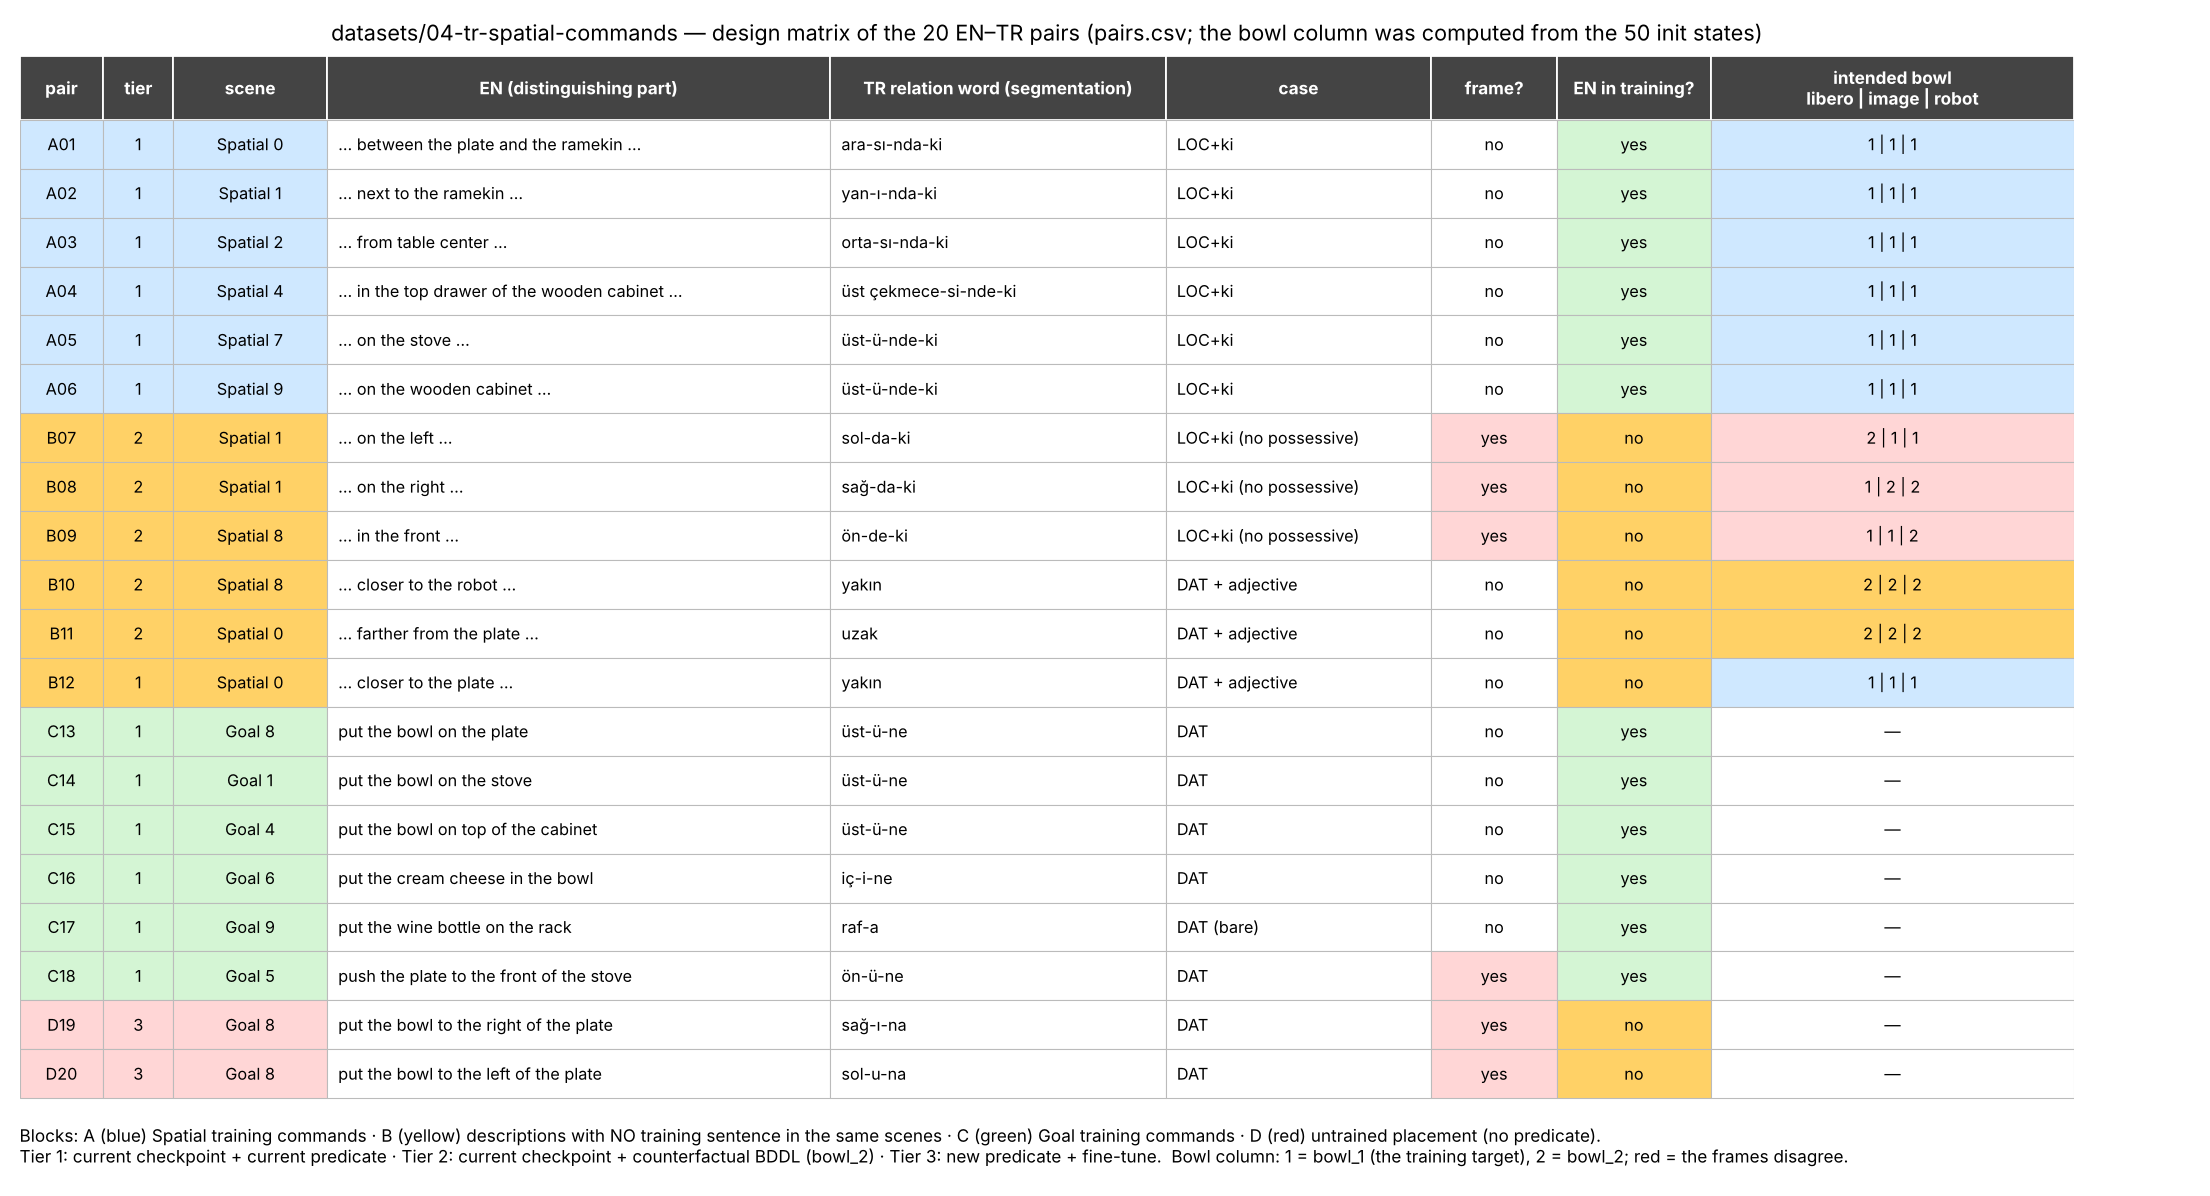 datasets/04-tr-spatial-commands — design matrix of the 20 EN–TR pairs (pairs.csv; the bowl column was computed from the 50 init states)
pair tier scene EN (distinguishing part) TR relation word (segmentation) case frame? EN in training? intended bowl
libero | image | robot
A01 1 Spatial 0 ... between the plate and the ramekin ... ara-sı-nda-ki LOC+ki no yes 1 | 1 | 1
A02 1 Spatial 1 ... next to the ramekin ... yan-ı-nda-ki LOC+ki no yes 1 | 1 | 1
A03 1 Spatial 2 ... from table center ... orta-sı-nda-ki LOC+ki no yes 1 | 1 | 1
A04 1 Spatial 4 ... in the top drawer of the wooden cabinet ... üst çekmece-si-nde-ki LOC+ki no yes 1 | 1 | 1
A05 1 Spatial 7 ... on the stove ... üst-ü-nde-ki LOC+ki no yes 1 | 1 | 1
A06 1 Spatial 9 ... on the wooden cabinet ... üst-ü-nde-ki LOC+ki no yes 1 | 1 | 1
B07 2 Spatial 1 ... on the left ... sol-da-ki LOC+ki (no possessive) yes no 2 | 1 | 1
B08 2 Spatial 1 ... on the right ... sağ-da-ki LOC+ki (no possessive) yes no 1 | 2 | 2
B09 2 Spatial 8 ... in the front ... ön-de-ki LOC+ki (no possessive) yes no 1 | 1 | 2
B10 2 Spatial 8 ... closer to the robot ... yakın DAT + adjective no no 2 | 2 | 2
B11 2 Spatial 0 ... farther from the plate ... uzak DAT + adjective no no 2 | 2 | 2
B12 1 Spatial 0 ... closer to the plate ... yakın DAT + adjective no no 1 | 1 | 1
C13 1 Goal 8 put the bowl on the plate üst-ü-ne DAT no yes —
C14 1 Goal 1 put the bowl on the stove üst-ü-ne DAT no yes —
C15 1 Goal 4 put the bowl on top of the cabinet üst-ü-ne DAT no yes —
C16 1 Goal 6 put the cream cheese in the bowl iç-i-ne DAT no yes —
C17 1 Goal 9 put the wine bottle on the rack raf-a DAT (bare) no yes —
C18 1 Goal 5 push the plate to the front of the stove ön-ü-ne DAT yes yes —
D19 3 Goal 8 put the bowl to the right of the plate sağ-ı-na DAT yes no —
D20 3 Goal 8 put the bowl to the left of the plate sol-u-na DAT yes no —
Blocks: A (blue) Spatial training commands · B (yellow) descriptions with NO training sentence in the same scenes · C (green) Goal training commands · D (red) untrained placement (no predicate).
Tier 1: current checkpoint + current predicate · Tier 2: current checkpoint + counterfactual BDDL (bowl_2) · Tier 3: new predicate + fine-tune. Bowl column: 1 = bowl_1 (the training target), 2 = bowl_2; red = the frames disagree.